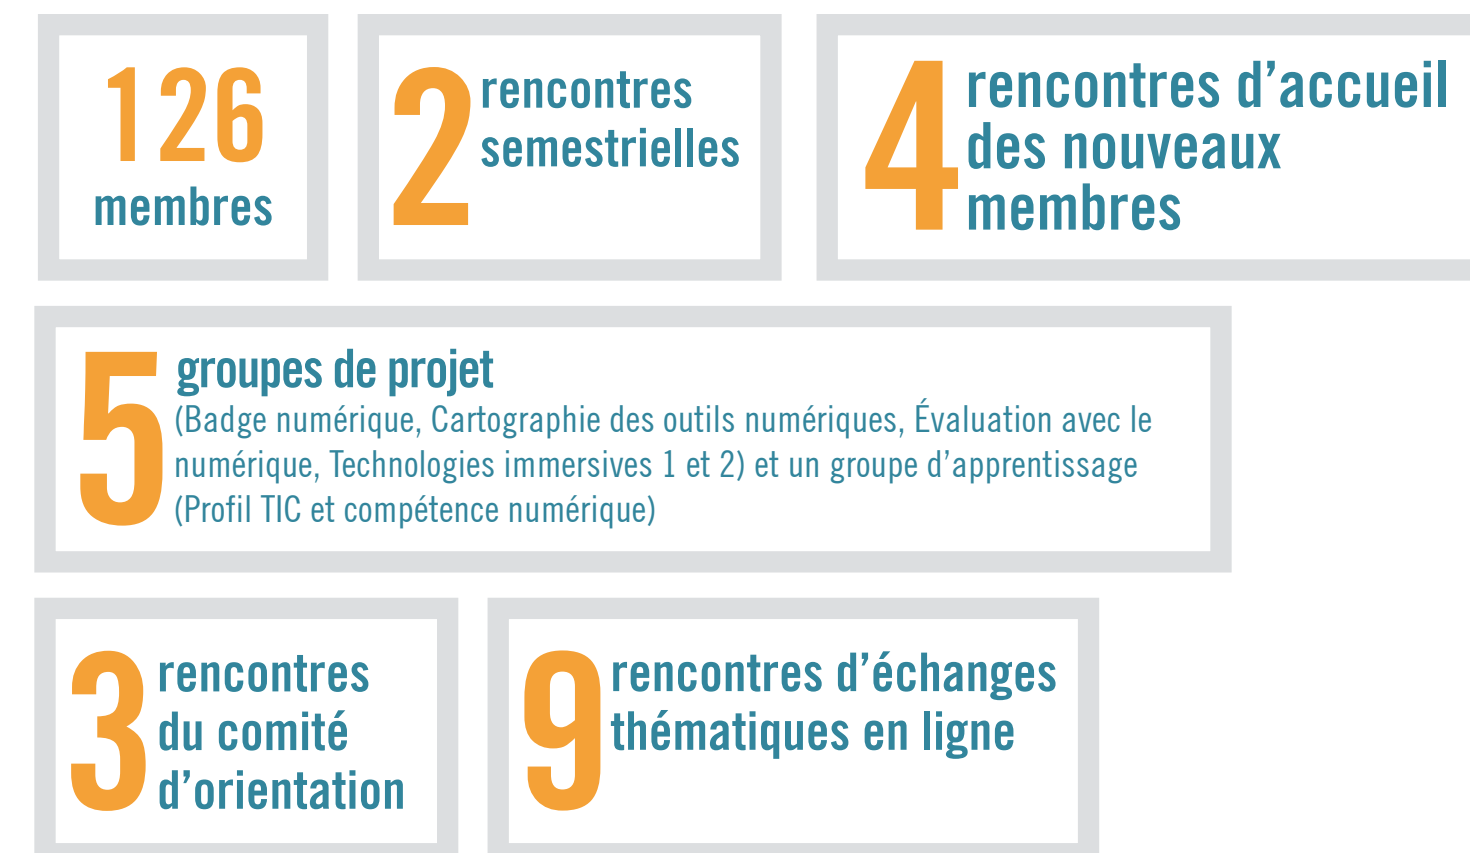 126
membres
2
rencontres
semestrielles
4
rencontres d’accueil
des nouveaux
membres
5
groupes de projet
(Badge numérique, Cartographie des outils numériques, Évaluation avec le
numérique, Technologies immersives 1 et 2) et un groupe d’apprentissage
(Profil TIC et compétence numérique)
3
rencontres
du comité
d’orientation
9
rencontres d’échanges
thématiques en ligne